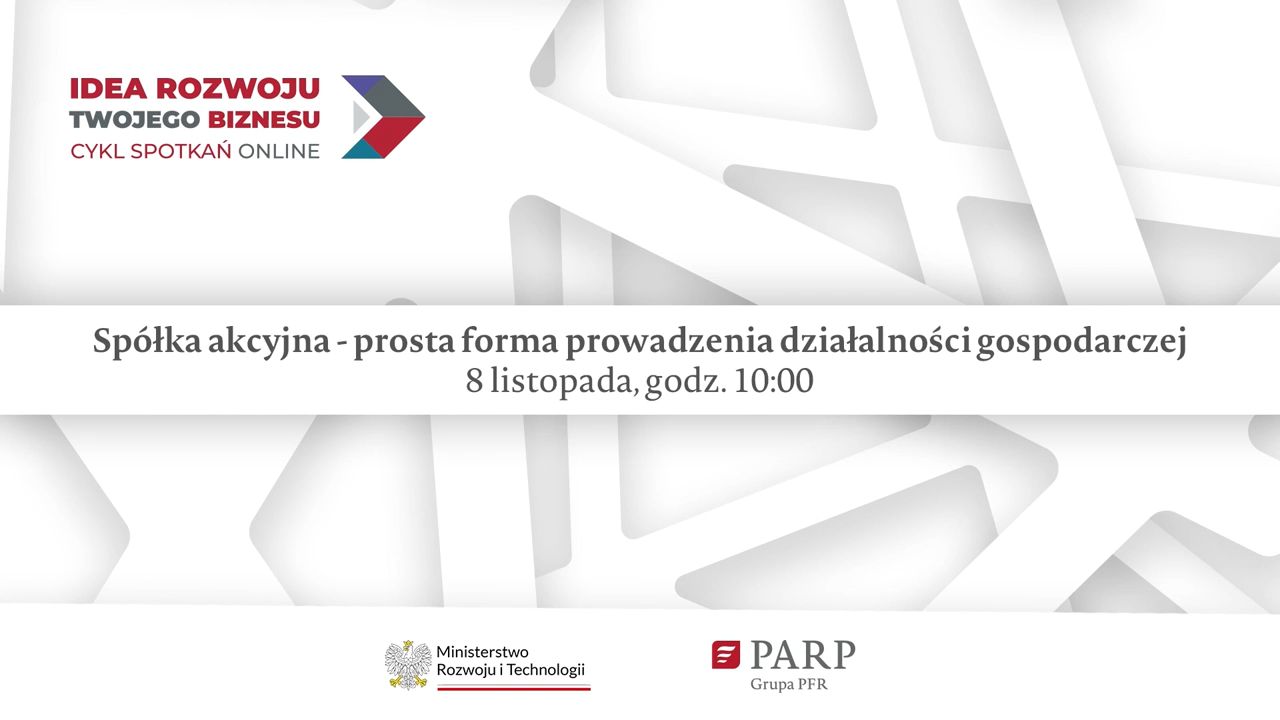 IDEA ROZWOJU
TWOJEGO BIZNESU
CYKL SPOTKAŃ ONLINE
Spółka akcyjna - prosta forma prowadzenia działalności gospodarczej
8 listopada, godz. 10:00
Ministerstwo
Rozwoju i Technologii
PARP
Grupa PFR